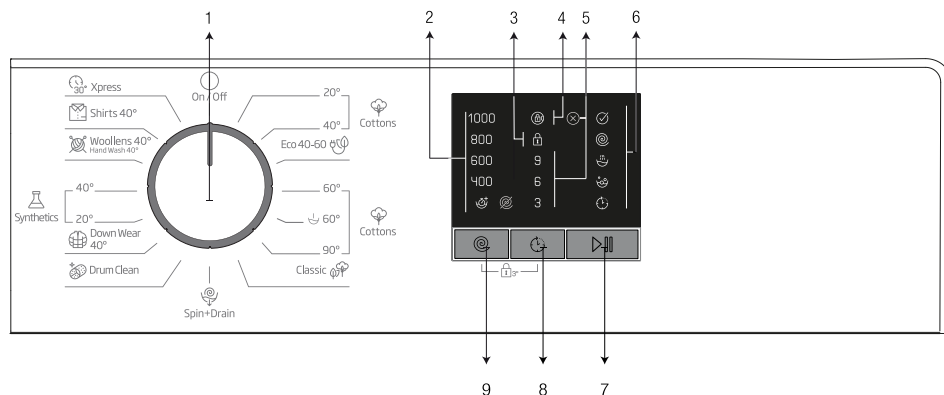 1 2 3 4 5 6
30° Xpress
On / Off
20°
Shirts 40°
40°
Cottons
Woollens 40°
Hand Wash 40°
Eco 40-60
40°
60°
Synthetics
20°
60°
Cottons
Down Wear
40°
90°
Drum Clean
Classic
Spin+Drain
1000
800
600 9
400 6
3
3"
9 8 7